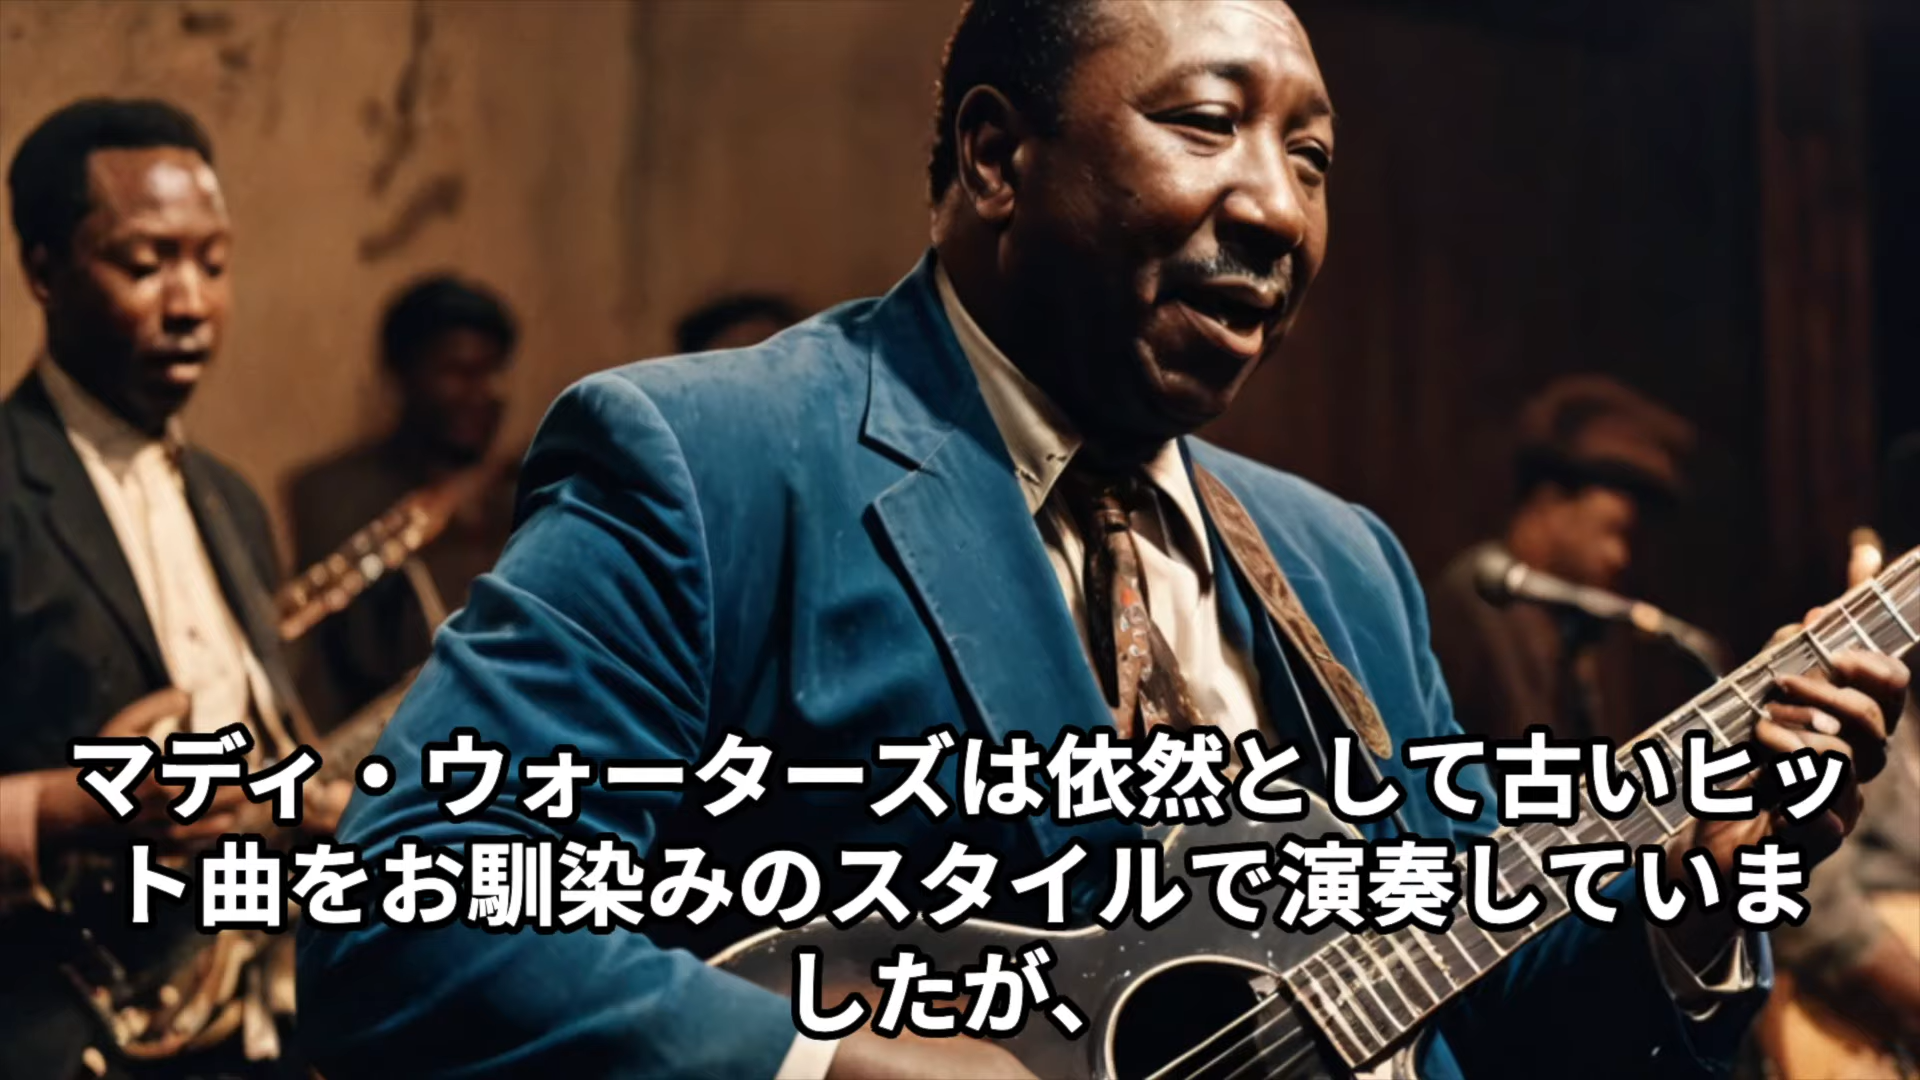 マディ・ウォーターズは依然として古いヒッ
ト曲をお馴染みのスタイルで演奏していま
したが、